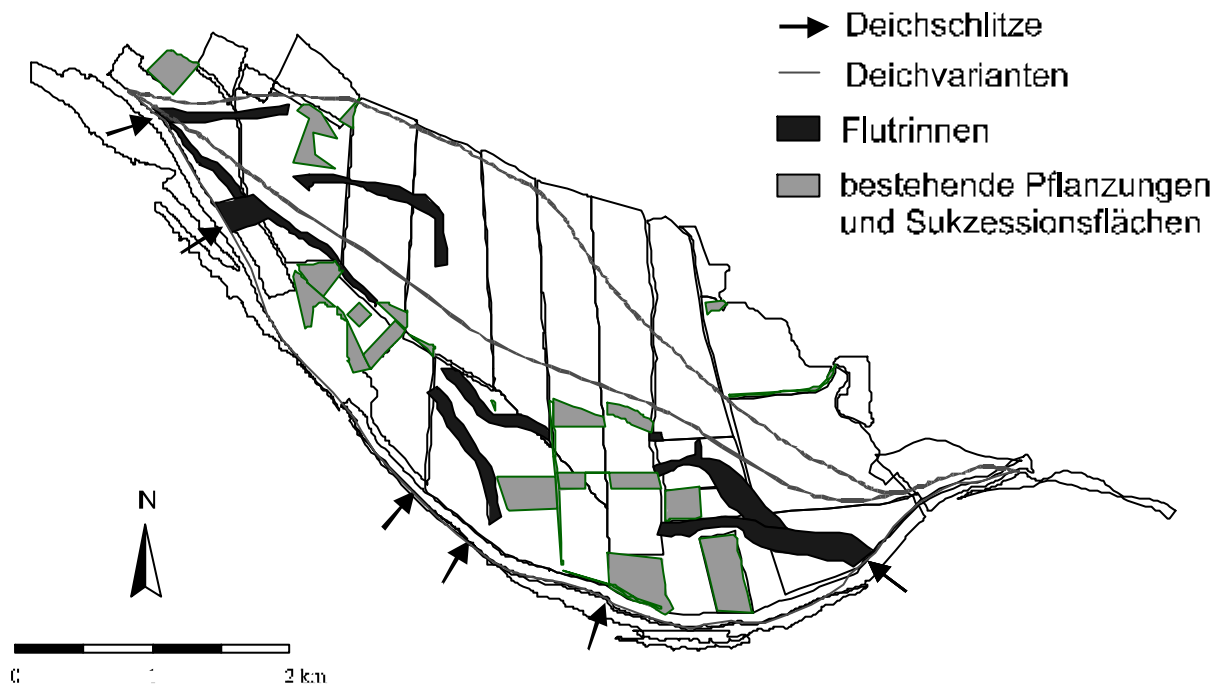 Deichschlitze
Deichvarianten
Flutrinnen
bestehende Pflanzungen
und Sukzessionsflächen
N
0 1 2 km